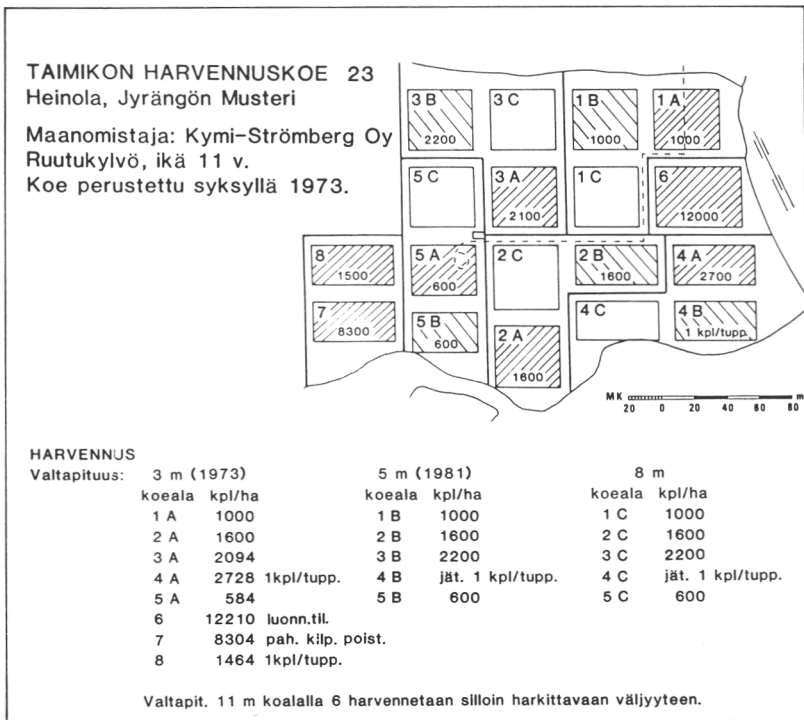 TAIMIKON HARVENNUSKOE 23
Heinola, Jyrängön Musteri
Maanomistaja: Kymi-Strömberg Oy
Ruutukylvö, ikä 11 v.
Koe perustettu syksyllä 1973.
3 B 3 C 1 B 1 A
2200 1000 1000
5 C 3 A 1 C 6
2100 12000
8 5 A 2 C 2 B 4 A
1500 600 1600 2700
7 5 B 2 A 4 C 4 B
8300 600 1600 1 kpl/tupp.
MK m
20 0 20 40 60 80
HARVENNUS
Valtapituus: 3 m (1973) 5 m (1981) 8 m
koeala kpl/ha koeala kpl/ha koeala kpl/ha
1 A 1000 1 B 1000 1 C 1000
2 A 1600 2 B 1600 2 C 1600
3 A 2094 3 B 2200 3 C 2200
4 A 2728 1kpl/tupp. 4 B jät. 1 kpl/tupp. 4 C jät. 1 kpl/tupp.
5 A 584 5 B 600 5 C 600
6 12210 luonn.til.
7 8304 pah. kilp. poist.
8 1464 1kpl/tupp.
Valtapit. 11 m koalalla 6 harvennetaan silloin harkittavaan väljyyteen.